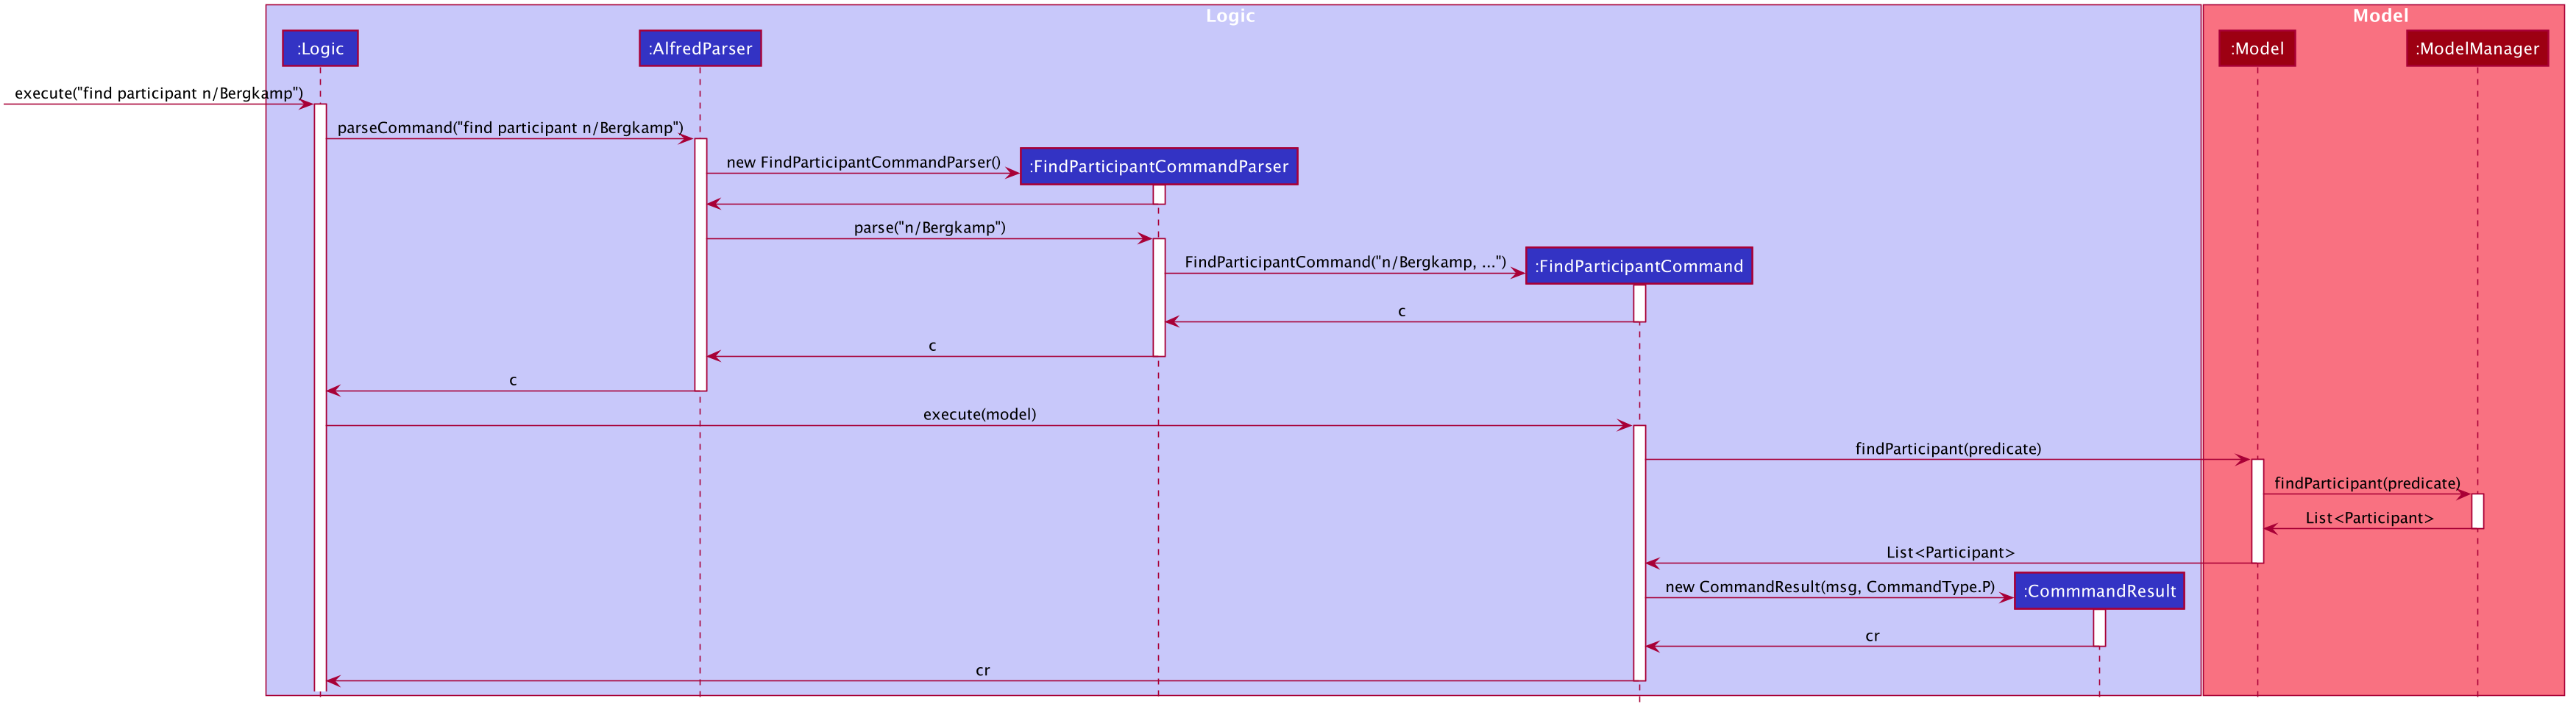 Logic
Model
:Logic
:AlfredParser
:Model
:ModelManager
execute("find participant n/Bergkamp")
parseCommand("find participant n/Bergkamp")
new FindParticipantCommandParser()
:FindParticipantCommandParser
parse("n/Bergkamp")
FindParticipantCommand("n/Bergkamp, ...")
:FindParticipantCommand
c
c
c
execute(model)
findParticipant(predicate)
findParticipant(predicate)
List<Participant>
List<Participant>
new CommandResult(msg, CommandType.P)
:CommmandResult
cr
cr